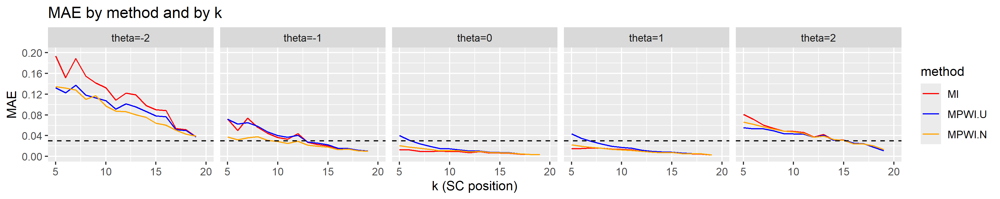 MAE by method and by k
theta=-2 theta=-1 theta=0 theta=1 theta=2
0.20
0.16
0.12
0.08
0.04
0.00
MAE
5 10 15 20 5 10 15 20 5 10 15 20 5 10 15 20 5 10 15 20
k (SC position)
method
MI
MPWI.U
MPWI.N